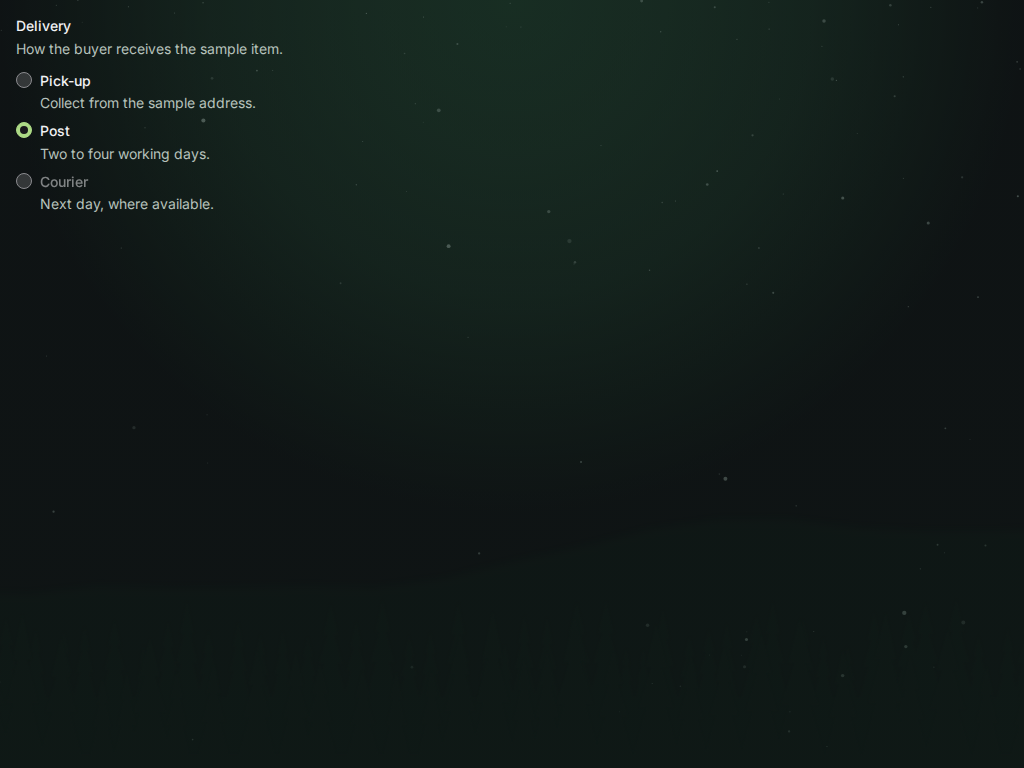 Delivery
How the buyer receives the sample item.
Pick-up
Collect from the sample address.
Post
Two to four working days.
Courier
Next day, where available.